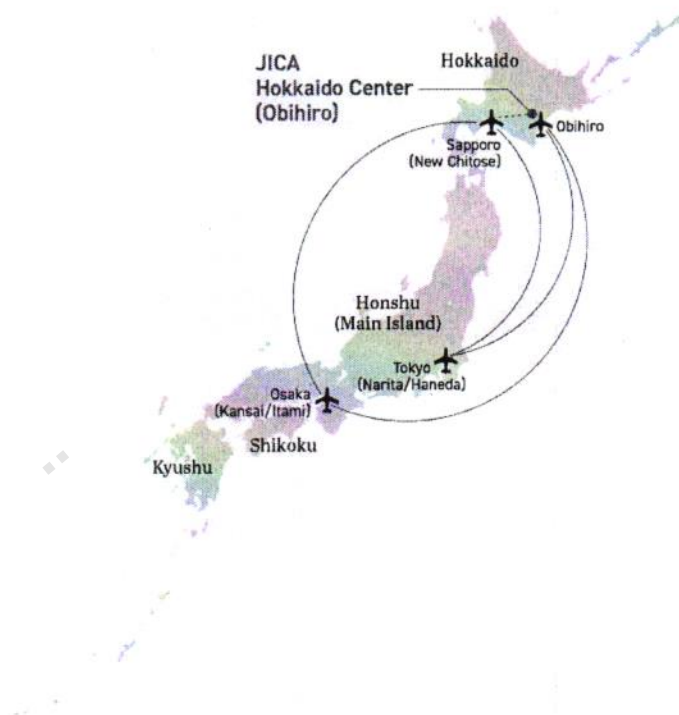 JICA
Hokkaido Center
(Obihiro)
Hokkaido
Obihiro
Sapporo
(New Chitose)
Honshu
(Main Island)
Tokyo
(Narita/Haneda)
Osaka
(Kansai/Itami)
Shikoku
Kyushu